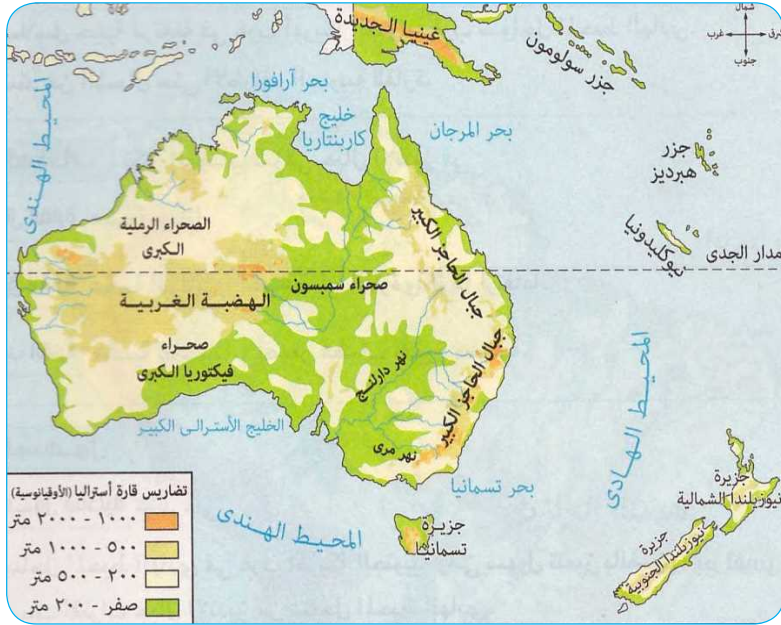 شمال
شرق
غرب
جنوب
غينيا الجديدة
جزر سولومون
بحر آرافورا
خليج
كاربنتاريا
بحر المرجان
المحيط الهندى
جزر
هبرديز
نيوكليدونيا
مدار الجدى
الصحراء الرملية
الكبرى
جبال الحاجز الكبير
صحراء سمبسون
الهضبة الغربية
صحراء
فيكتوريا الكبرى
جبال الحاجز الكبير
نهر دارلنج
نهر مرى
الخليج الأسترالى الكبير
المحيط الهادى
بحر تسمانيا
المحيط الهندى
جزيرة
تسمانيا
جزيرة
نيوزيلندا الشمالية
جزيرة
نيوزيلندا الجنوبية
تضاريس قارة أستراليا (الأوقيانوسية)
١٠٠٠ - ٢٠٠٠ متر
٥٠٠ - ١٠٠٠ متر
٢٠٠ - ٥٠٠ متر
صفر - ٢٠٠ متر